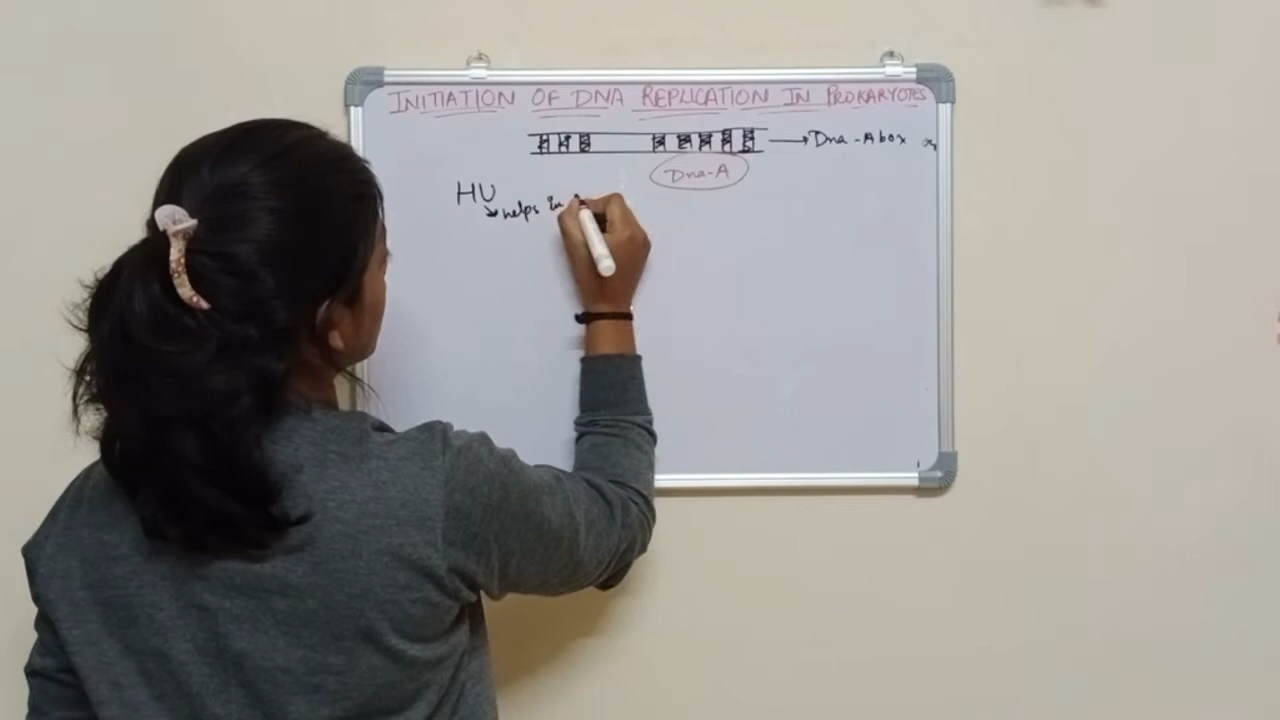 INITIATION OF DNA REPLICATION IN PROKARYOTES
Dna-A box
Dna-A
HU
helps in